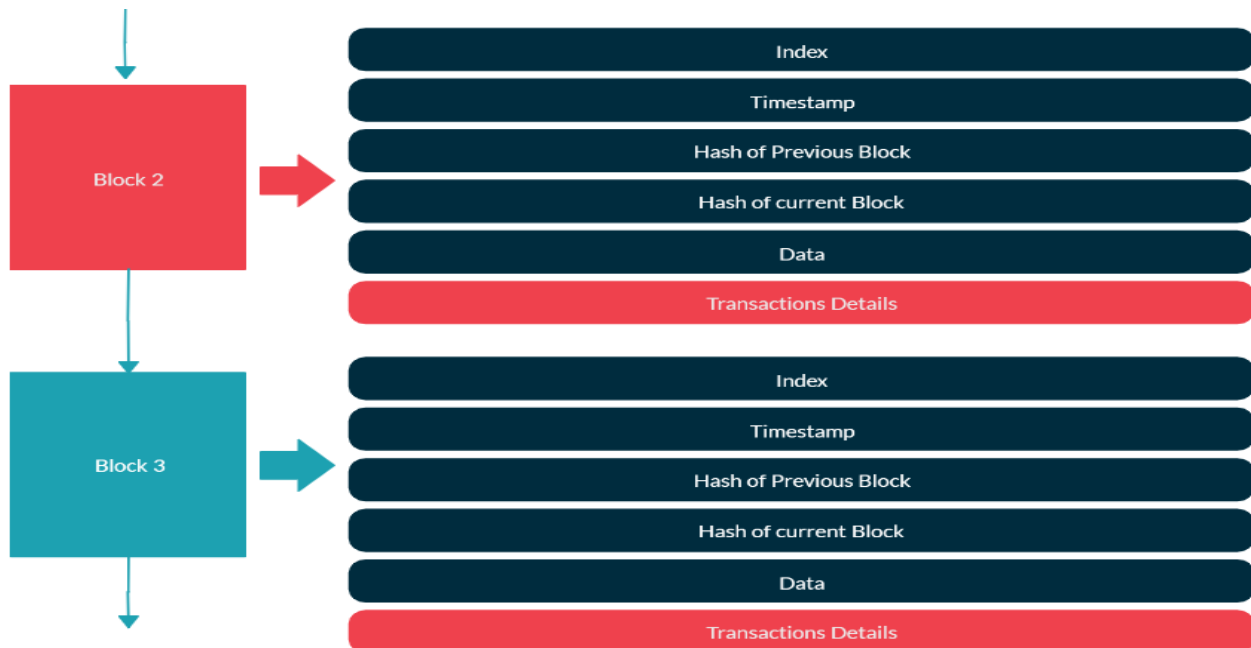 Block 2
Index
Timestamp
Hash of Previous Block
Hash of current Block
Data
Transactions Details
Block 3
Index
Timestamp
Hash of Previous Block
Hash of current Block
Data
Transactions Details